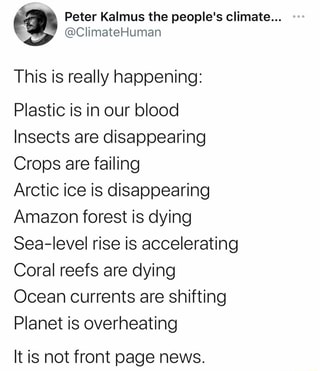 Peter Kalmus the people's climate...
@ClimateHuman
This is really happening:
Plastic is in our blood
Insects are disappearing
Crops are failing
Arctic ice is disappearing
Amazon forest is dying
Sea-level rise is accelerating
Coral reefs are dying
Ocean currents are shifting
Planet is overheating
It is not front page news.